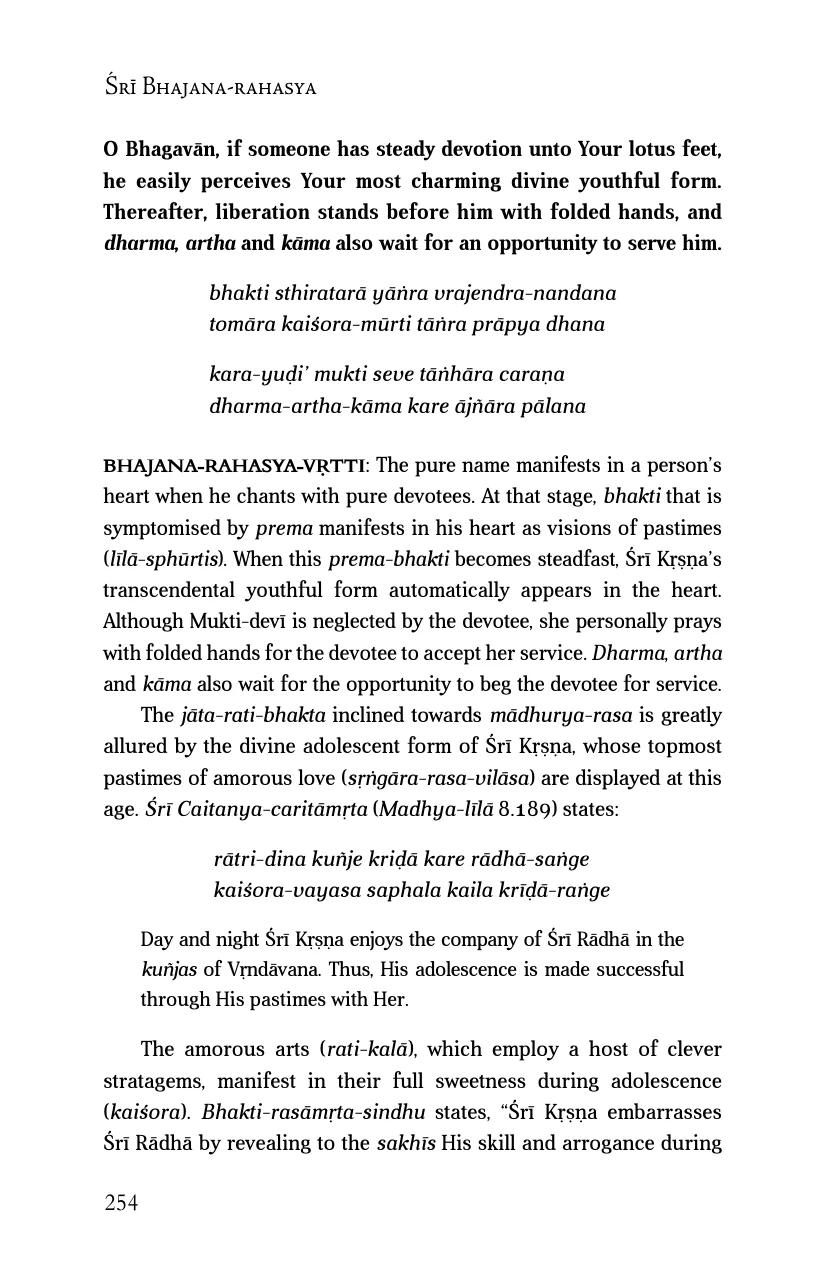 Śrī Bhajana-rahasya
O Bhagavān, if someone has steady devotion unto Your lotus feet,
he easily perceives Your most charming divine youthful form.
Thereafter, liberation stands before him with folded hands, and
dharma, artha and kāma also wait for an opportunity to serve him.
bhakti sthiratarā yāṅra vrajendra-nandana
tomāra kaiśora-mūrti tāṅra prāpya dhana
kara-yuḍi’ mukti seve tāṅhāra caraṇa
dharma-artha-kāma kare ājñāra pālana
BHAJANA-RAHASYA-VṚTTI: The pure name manifests in a person’s
heart when he chants with pure devotees. At that stage, bhakti that is
symptomised by prema manifests in his heart as visions of pastimes
(līlā-sphūrtis). When this prema-bhakti becomes steadfast, Śrī Kṛṣṇa’s
transcendental youthful form automatically appears in the heart.
Although Mukti-devī is neglected by the devotee, she personally prays
with folded hands for the devotee to accept her service. Dharma, artha
and kāma also wait for the opportunity to beg the devotee for service.
The jāta-rati-bhakta inclined towards mādhurya-rasa is greatly
allured by the divine adolescent form of Śrī Kṛṣṇa, whose topmost
pastimes of amorous love (sṛṅgāra-rasa-vilāsa) are displayed at this
age. Śrī Caitanya-caritāmṛta (Madhya-līlā 8.189) states:
rātri-dina kuñje kriḍā kare rādhā-saṅge
kaiśora-vayasa saphala kaila krīḍā-raṅge
Day and night Śrī Kṛṣṇa enjoys the company of Śrī Rādhā in the
kuñjas of Vṛndāvana. Thus, His adolescence is made successful
through His pastimes with Her.
The amorous arts (rati-kalā), which employ a host of clever
stratagems, manifest in their full sweetness during adolescence
(kaiśora). Bhakti-rasāmṛta-sindhu states, “Śrī Kṛṣṇa embarrasses
Śrī Rādhā by revealing to the sakhīs His skill and arrogance during
254